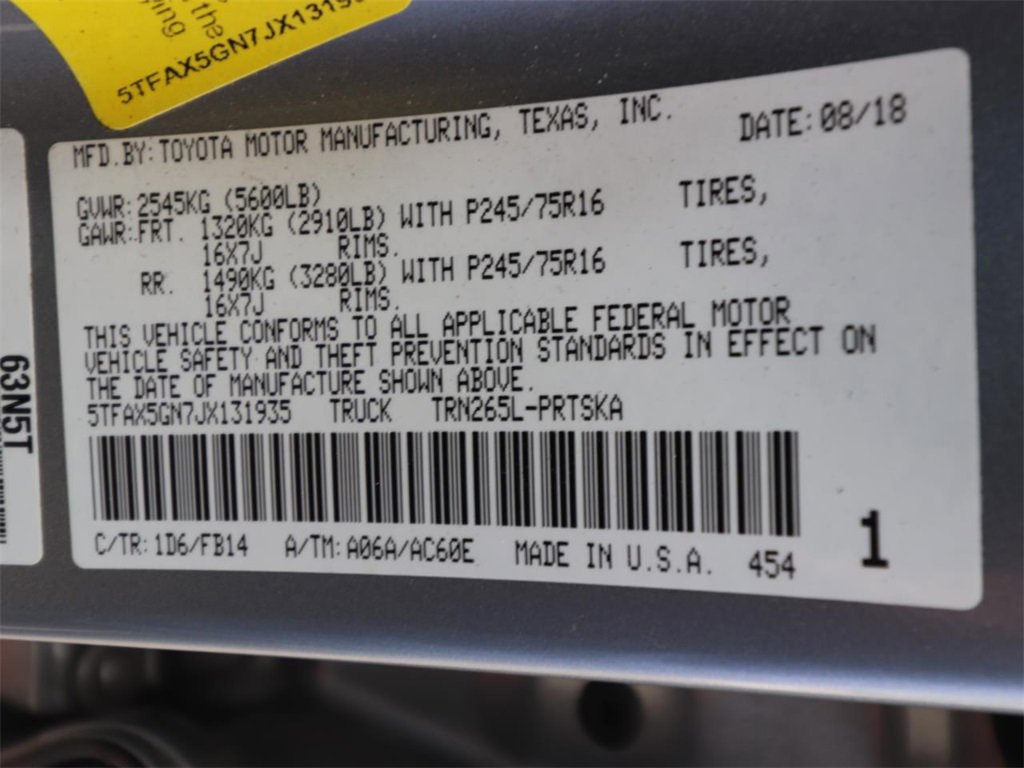 ying
the
5TFAX5GN7JX13193
MFD.BY:TOYOTA MOTOR MANUFACTURING, TEXAS, INC. DATE:08/18
GVWR:2545KG (5600LB)
GAWR:FRT. 1320KG (2910LB) WITH P245/75R16 TIRES,
16X7J RIMS.
RR. 1490KG (3280LB) WITH P245/75R16 TIRES,
16X7J RIMS.
THIS VEHICLE CONFORMS TO ALL APPLICABLE FEDERAL MOTOR
VEHICLE SAFETY AND THEFT PREVENTION STANDARDS IN EFFECT ON
THE DATE OF MANUFACTURE SHOWN ABOVE.
5TFAX5GN7JX131935 TRUCK TRN265L-PRTSKA
C/TR:1D6/FB14 A/TM:A06A/AC60E MADE IN U.S.A. 454 1
63N5T